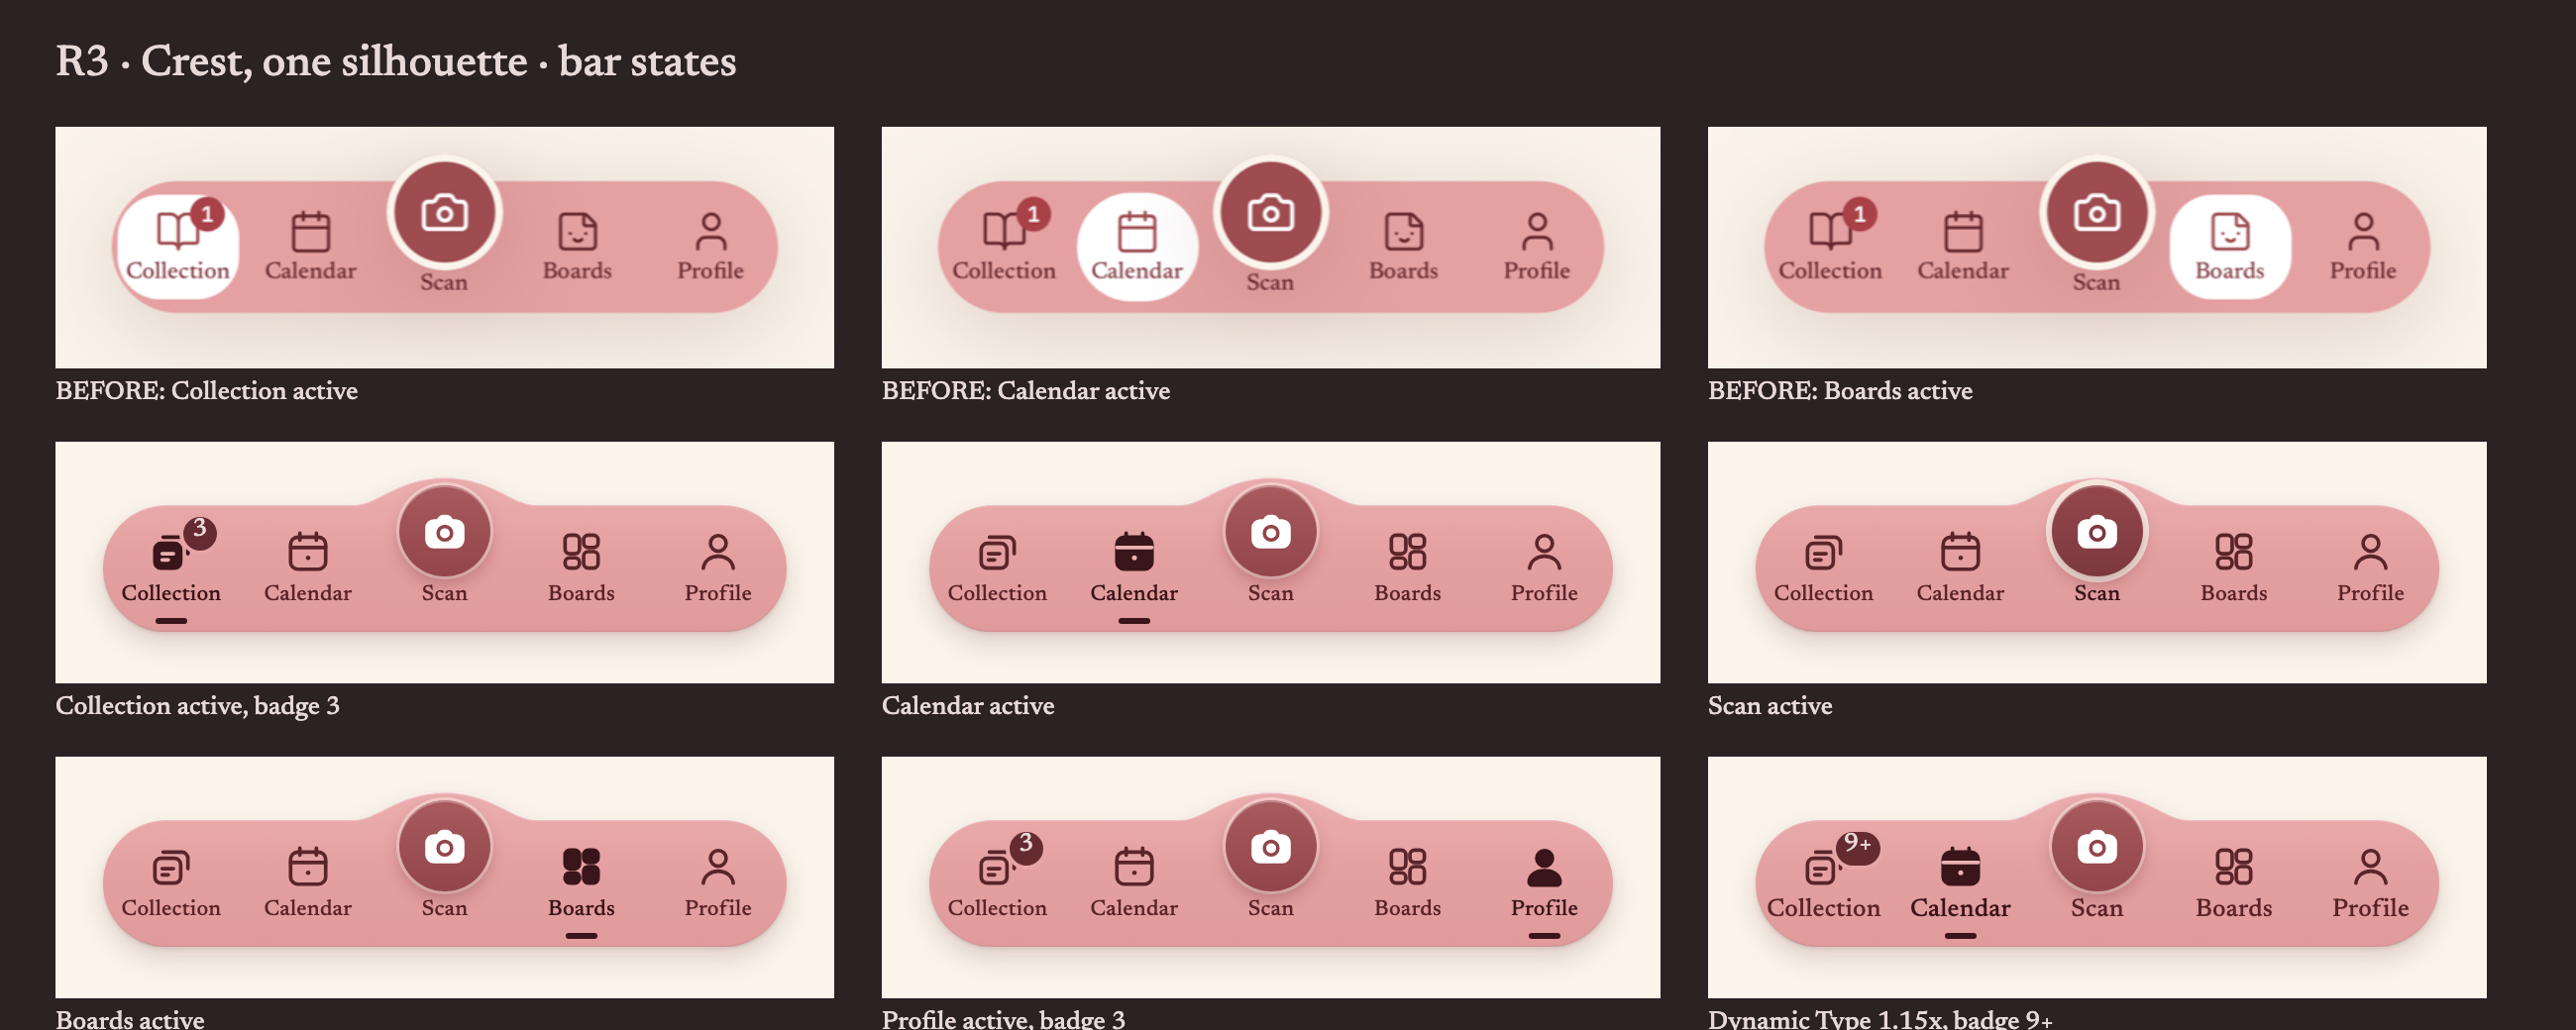 R3 · Crest, one silhouette · bar states
1
Collection Calendar Scan Boards Profile
BEFORE: Collection active
1
Collection Calendar Scan Boards Profile
BEFORE: Calendar active
1
Collection Calendar Scan Boards Profile
BEFORE: Boards active
3
Collection Calendar Scan Boards Profile
Collection active, badge 3
Collection Calendar Scan Boards Profile
Calendar active
Collection Calendar Scan Boards Profile
Scan active
Collection Calendar Scan Boards Profile
Boards active
3
Collection Calendar Scan Boards Profile
Profile active, badge 3
9+
Collection Calendar Scan Boards Profile
Dynamic Type 1.15x, badge 9+